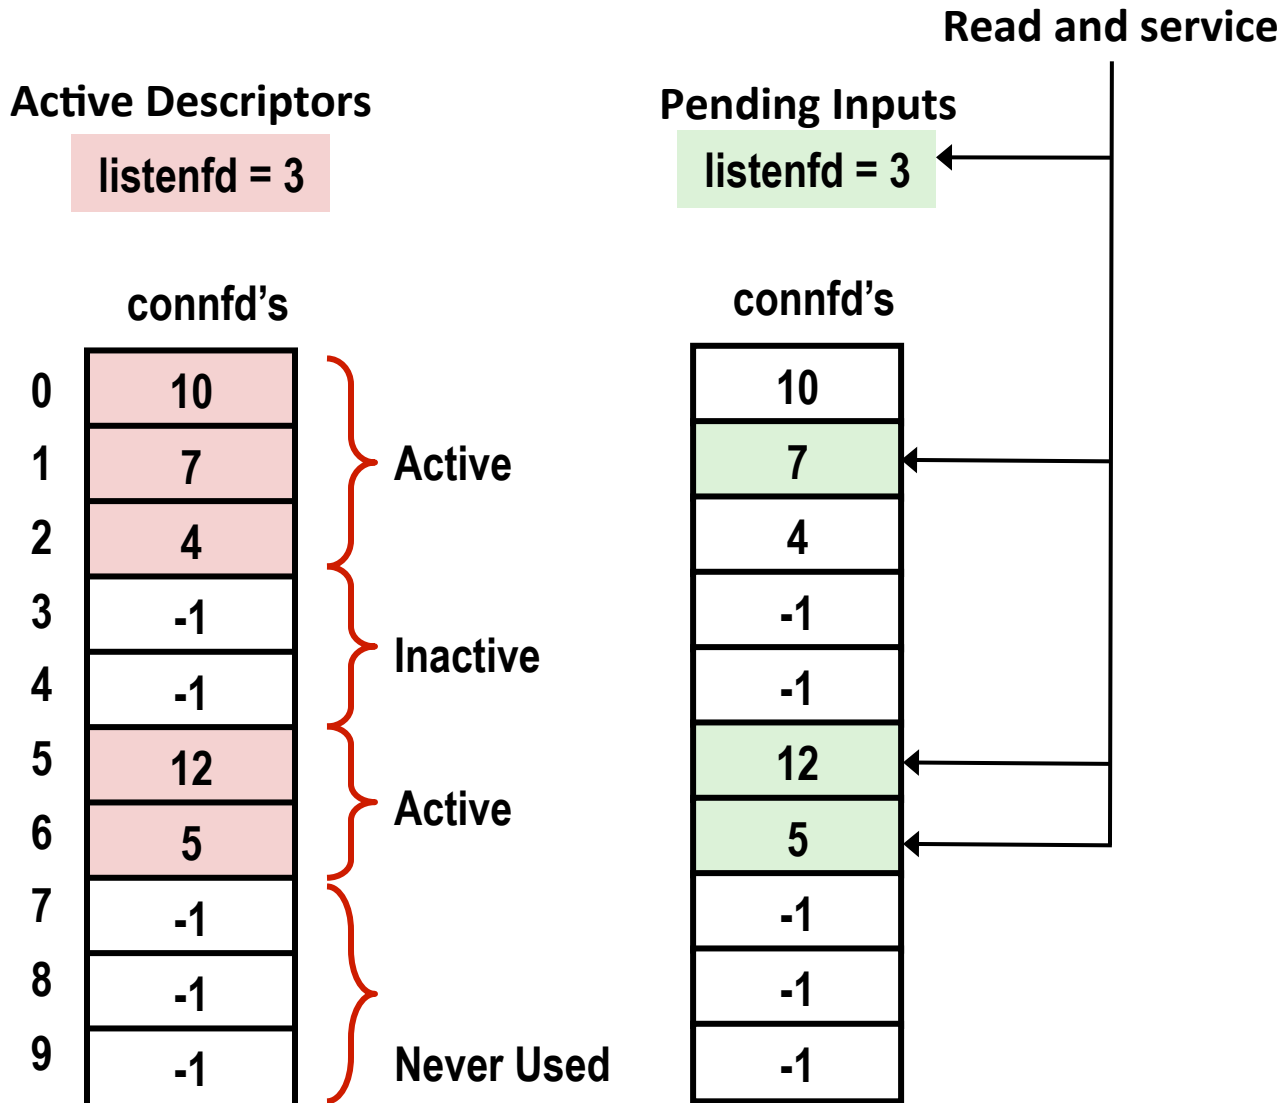 Read and service
Active Descriptors
Pending Inputs
listenfd = 3
listenfd = 3
connfd’s
connfd’s
0 10 10
1 7 Active 7
2 4 4
3 -1 -1
4 -1 Inactive -1
5 12 12
6 5 Active 5
7 -1 -1
8 -1 -1
9 -1 Never Used -1